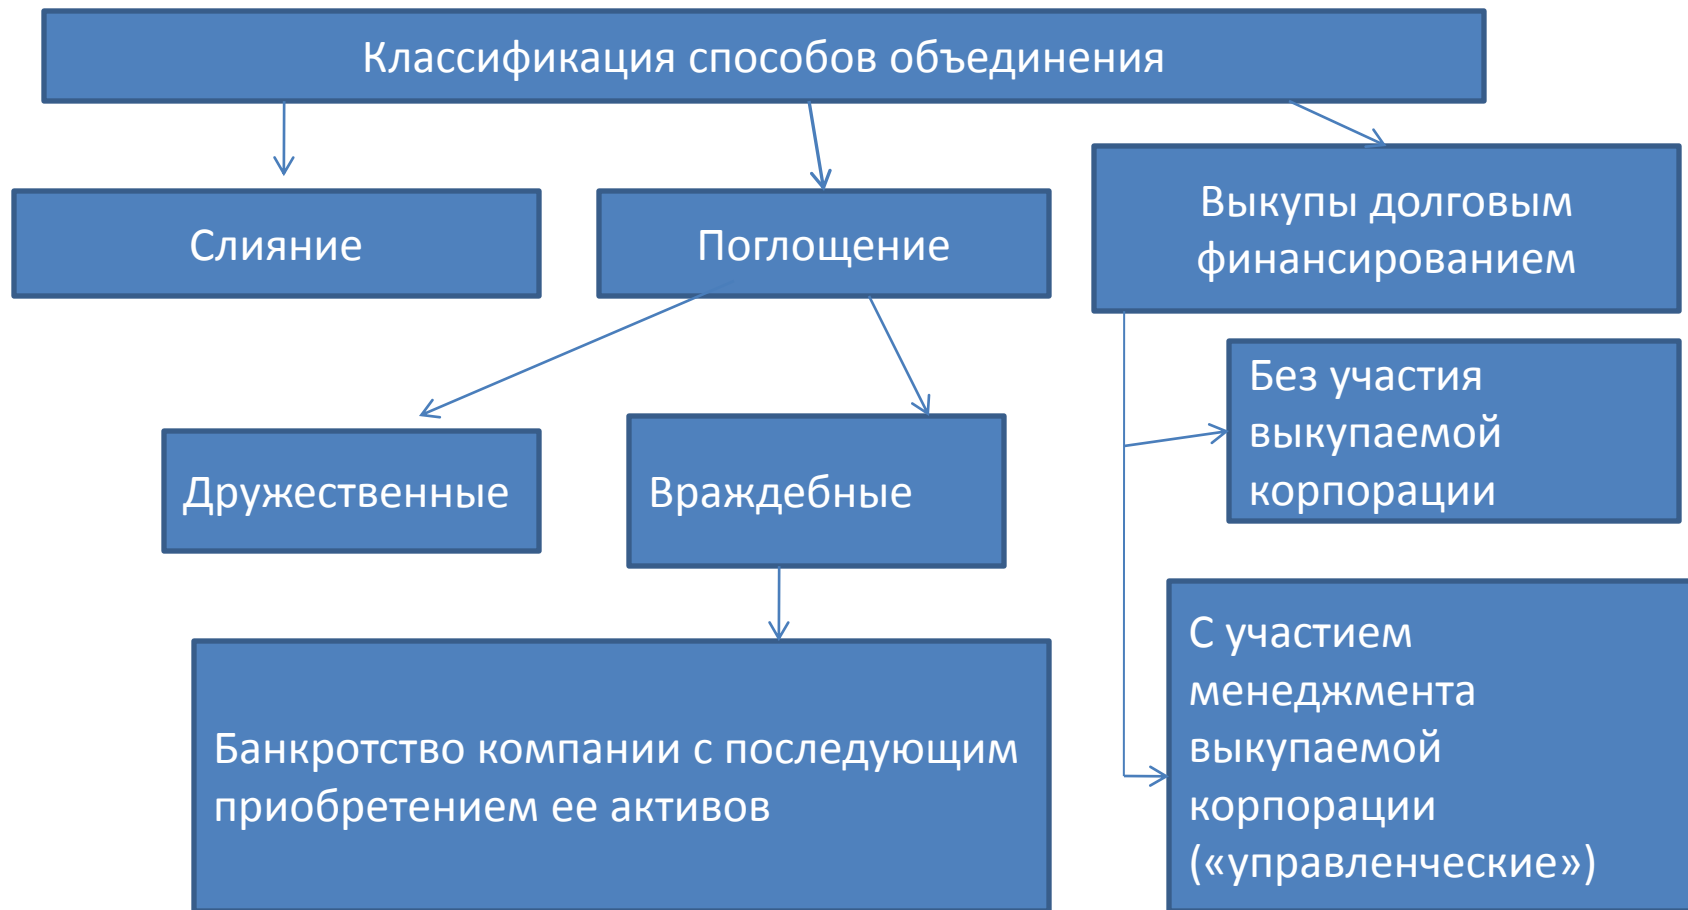 Классификация способов объединения
Слияние
Поглощение
Выкупы долговым
финансированием
Дружественные
Враждебные
Без участия
выкупаемой
корпорации
Банкротство компании с последующим
приобретением ее активов
С участием
менеджмента
выкупаемой
корпорации
(«управленческие»)